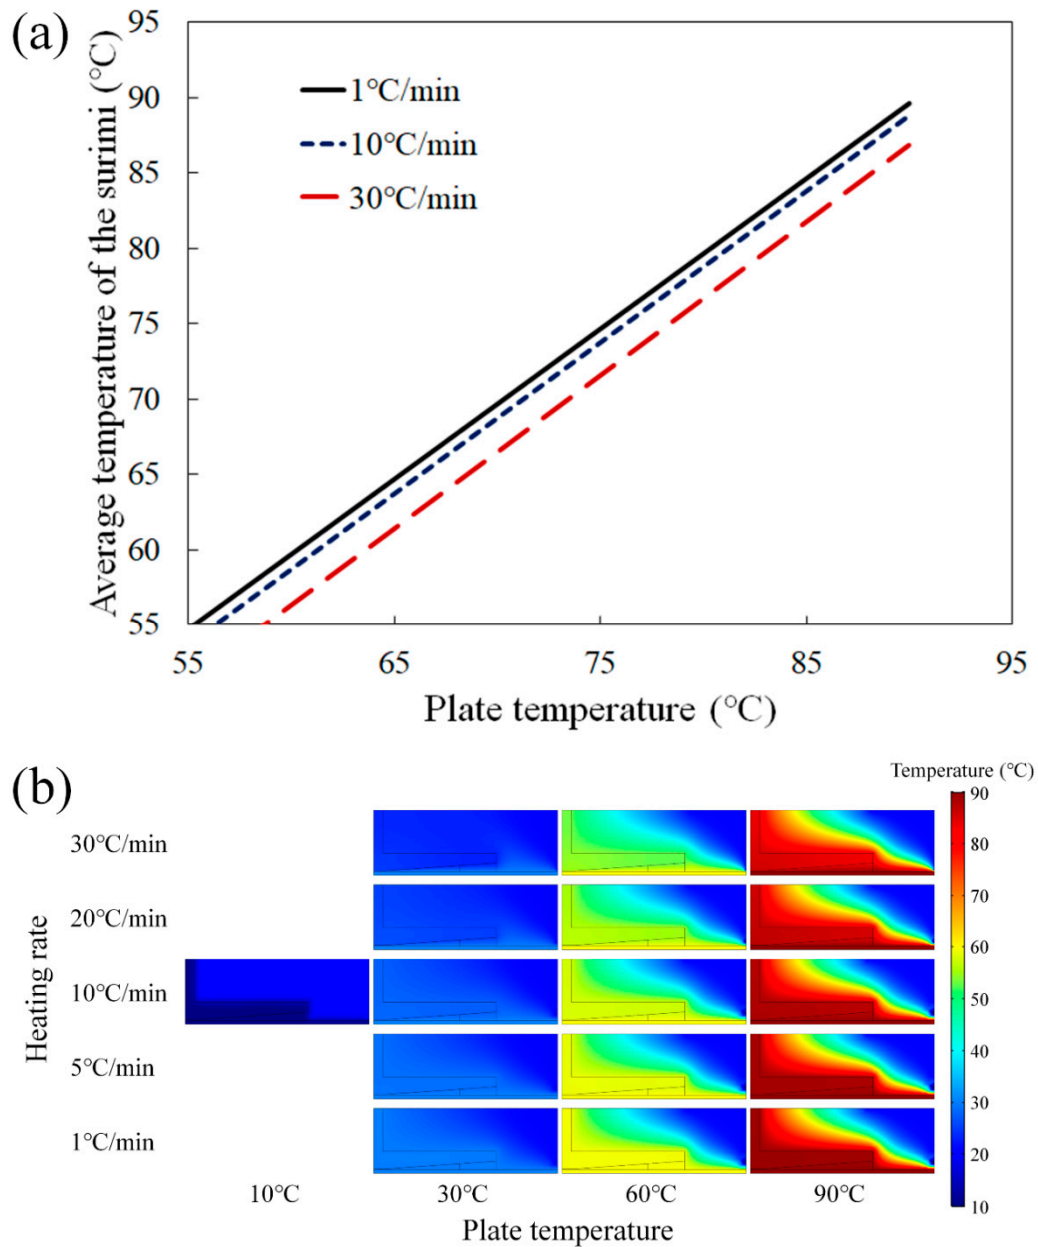 (a)
Average temperature of the surimi (°C)
95
90
85
80
75
70
65
60
55
1°C/min
10°C/min
30°C/min
55 65 75 85 95
Plate temperature (°C)
(b)
Temperature (°C)
Heating rate
30°C/min
20°C/min
10°C/min
5°C/min
1°C/min
90
80
70
60
50
40
30
20
10
10°C 30°C 60°C 90°C
Plate temperature